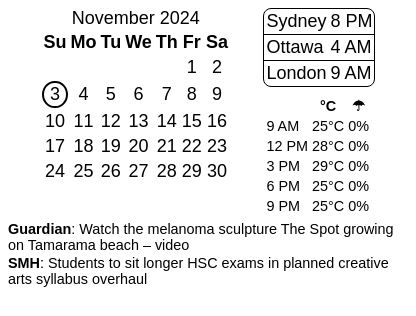 November 2024
Su Mo Tu We Th Fr Sa
1 2
3 4 5 6 7 8 9
10 11 12 13 14 15 16
17 18 19 20 21 22 23
24 25 26 27 28 29 30
Sydney 8 PM
Ottawa 4 AM
London 9 AM
°C ☂
9 AM 25°C 0%
12 PM 28°C 0%
3 PM 29°C 0%
6 PM 25°C 0%
9 PM 25°C 0%
Guardian: Watch the melanoma sculpture The Spot growing
on Tamarama beach – video
SMH: Students to sit longer HSC exams in planned creative
arts syllabus overhaul